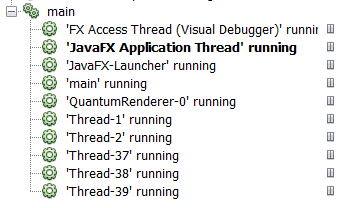 main
'FX Access Thread (Visual Debugger)' runnin
'JavaFX Application Thread' running
'JavaFX-Launcher' running
'main' running
'QuantumRenderer-0' running
'Thread-1' running
'Thread-2' running
'Thread-37' running
'Thread-38' running
'Thread-39' running